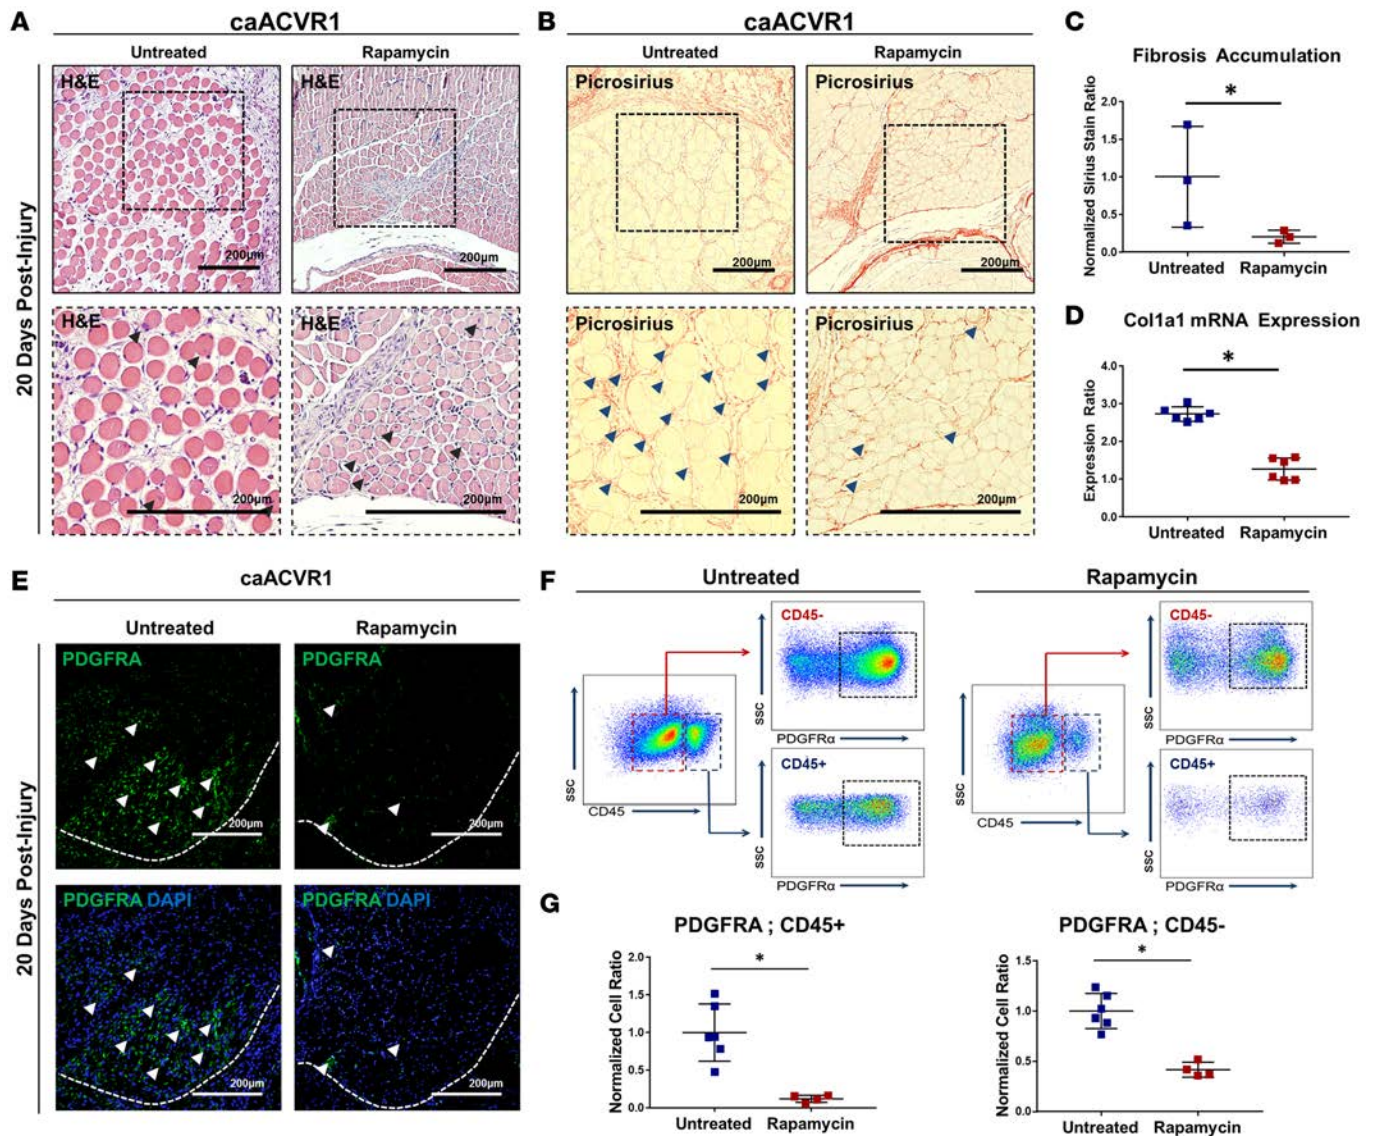 A
caACVR1
Untreated
Rapamycin
20 Days Post-Injury
H&E
200µm
H&E
200µm
H&E
200µm
H&E
200µm
B
caACVR1
Untreated
Rapamycin
Picrosirius
200µm
Picrosirius
200µm
Picrosirius
200µm
Picrosirius
200µm
C
Fibrosis Accumulation
Normalized Sirius Stain Ratio
2.0
*
1.5
1.0
0.5
0.0
Untreated
Rapamycin
D
Col1a1 mRNA Expression
Expression Ratio
4.0
*
3.0
2.0
1.0
0.0
Untreated
Rapamycin
E
caACVR1
Untreated
Rapamycin
20 Days Post-Injury
PDGFRA
200µm
PDGFRA
200µm
PDGFRA DAPI
200µm
PDGFRA DAPI
200µm
F
Untreated
SSC
CD45
CD45-
SSC
PDGFRα
CD45+
SSC
PDGFRα
Rapamycin
SSC
CD45
CD45-
SSC
PDGFRα
CD45+
SSC
PDGFRα
G
PDGFRA ; CD45+
Normalized Cell Ratio
2.0
*
1.5
1.0
0.5
0.0
Untreated
Rapamycin
PDGFRA ; CD45-
Normalized Cell Ratio
1.5
*
1.0
0.5
0.0
Untreated
Rapamycin